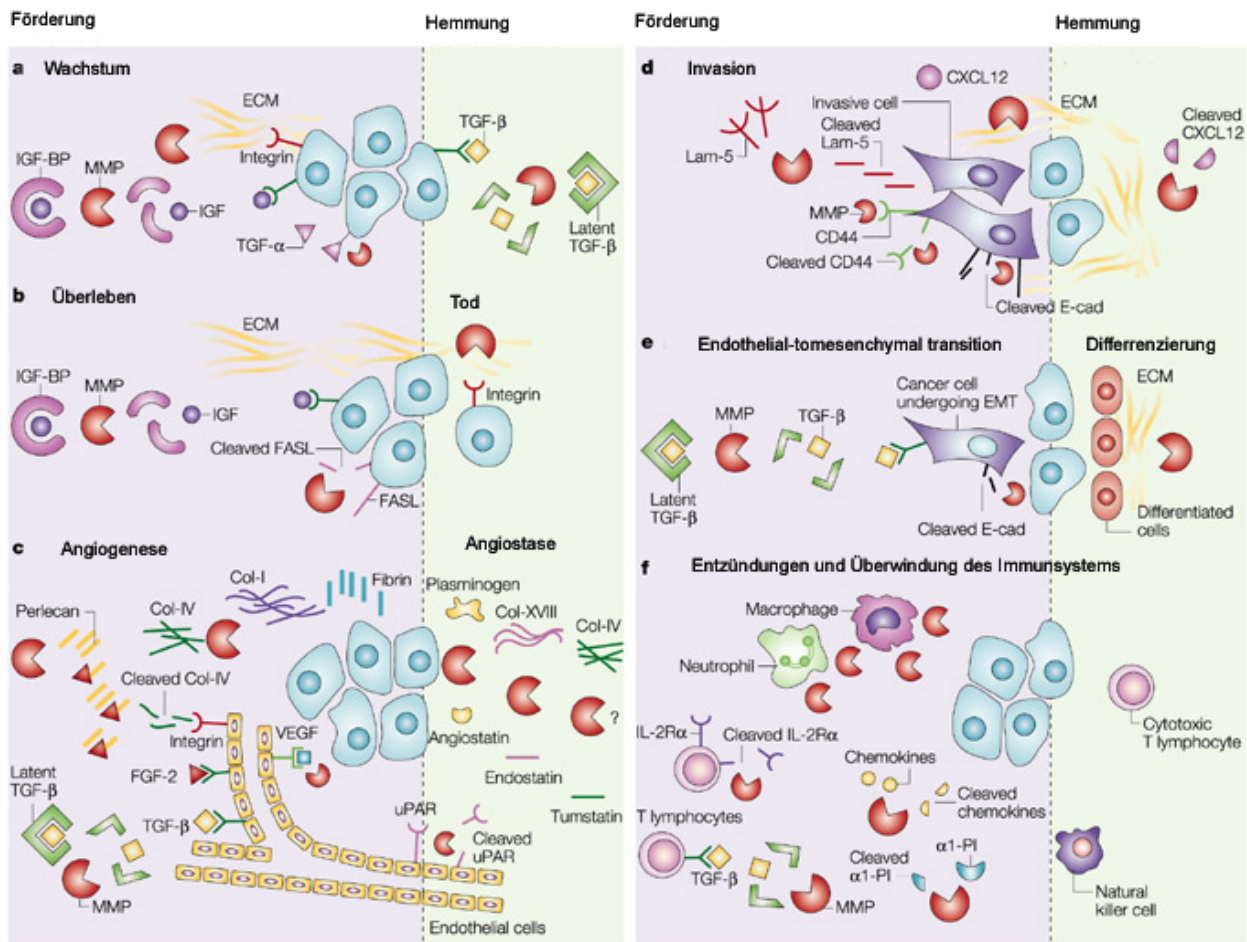 Förderung
Hemmung
a Wachstum
ECM
TGF-β
IGF-BP
MMP
Integrin
IGF
TGF-α
Latent
TGF-β
b Überleben
Tod
ECM
IGF-BP
MMP
IGF
Integrin
Cleaved FASL
FASL
c Angiogenese
Angiostase
Col-I
Fibrin
Plasminogen
Perlecan
Col-IV
Col-XVIII
Col-IV
Cleaved Col-IV
?
Integrin
VEGF
Angiostatin
Latent
TGF-β
FGF-2
Endostatin
TGF-β
uPAR
Tumstatin
Cleaved
uPAR
MMP
Endothelial cells
Förderung
Hemmung
d Invasion
CXCL12
Invasive cell
ECM
Cleaved
CXCL12
Cleaved
Lam-5
Lam-5
MMP
CD44
Cleaved CD44
Cleaved E-cad
e Endothelial-tomesenchymal transition
Differrenzierung
Cancer cell
undergoing EMT
ECM
MMP
TGF-β
Latent
TGF-β
Cleaved E-cad
Differentiated
cells
f Entzündungen und Überwindung des Immunsystems
Macrophage
Neutrophil
IL-2Rα
Cleaved IL-2Rα
Cytotoxic
T lymphocyte
Chemokines
Cleaved
chemokines
T lymphocytes
TGF-β
Cleaved
α1-PI
α1-PI
MMP
Natural
killer cell